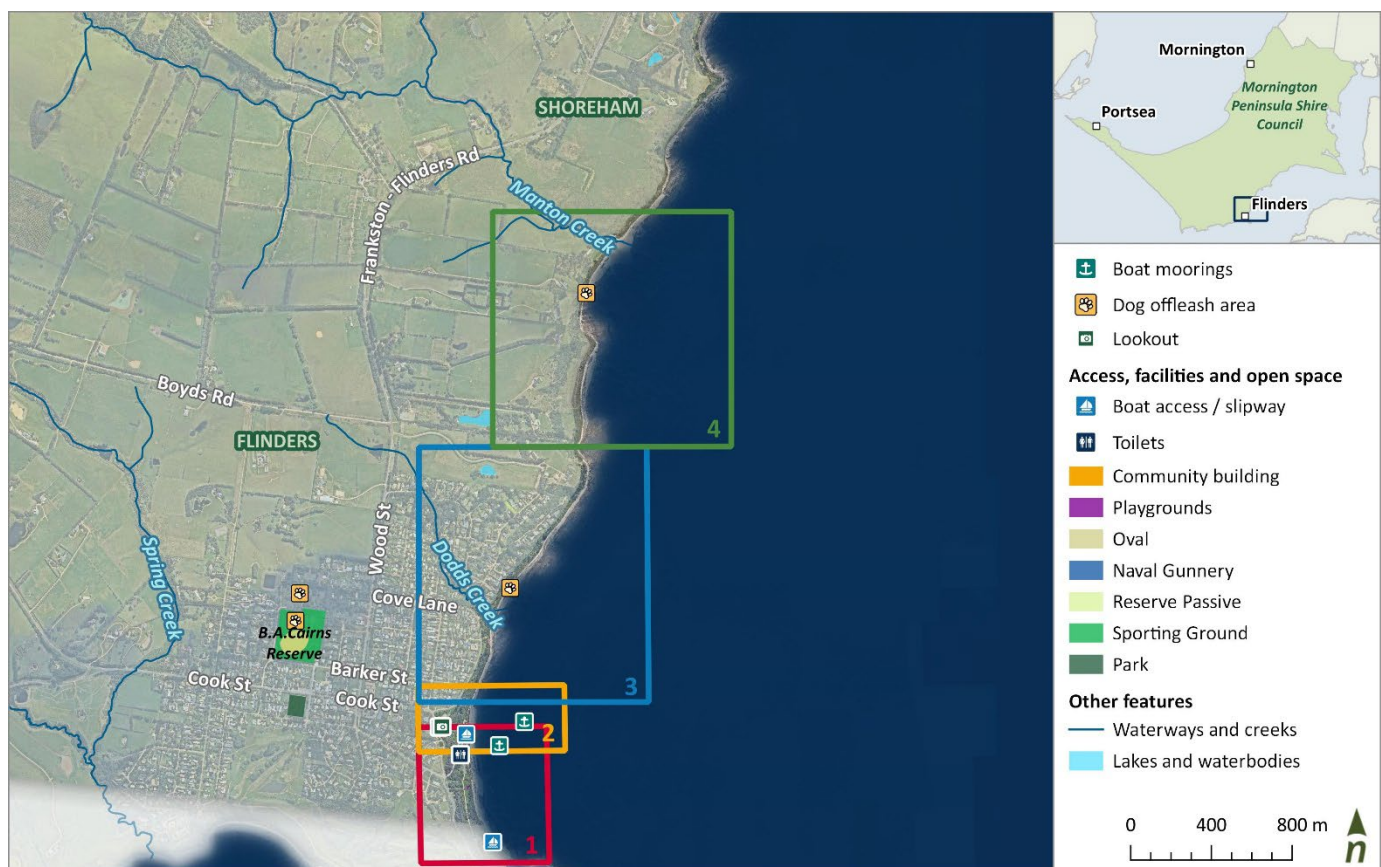 SHOREHAM
Frankston - Flinders Rd
Manton Creek
4
Boyds Rd
FLINDERS
Spring Creek
Wood St
Dodds Creek
Cove Lane
B.A.Cairns
Reserve
Barker St
Cook St
Cook St
3
2
1
Mornington
Mornington
Peninsula Shire
Council
Portsea
Flinders
Boat moorings
Dog offleash area
Lookout
Access, facilities and open space
Boat access / slipway
Toilets
Community building
Playgrounds
Oval
Naval Gunnery
Reserve Passive
Sporting Ground
Park
Other features
Waterways and creeks
Lakes and waterbodies
0 400 800 m
n